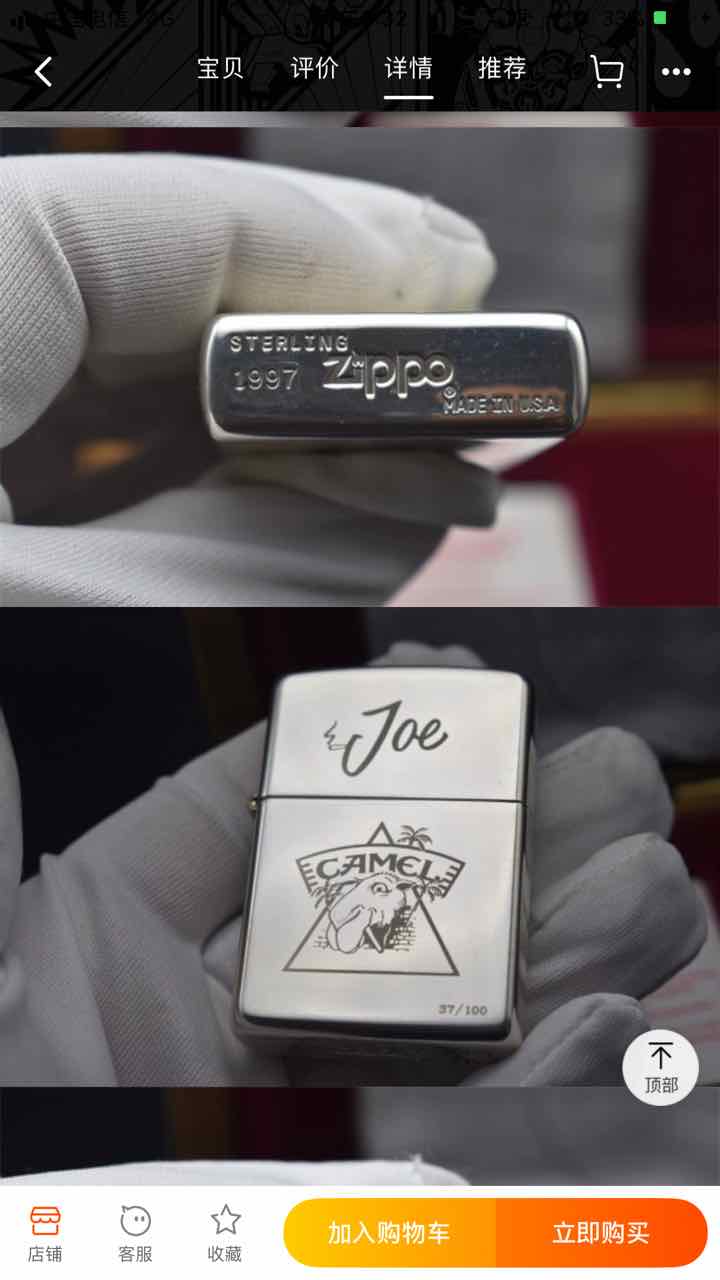 宝贝 评价 详情 推荐
STERLING
1997 Zippo ®
MADE IN U.S.A.
Joe
CAMEL
37/100
顶部
店铺 客服 收藏 加入购物车 立即购买